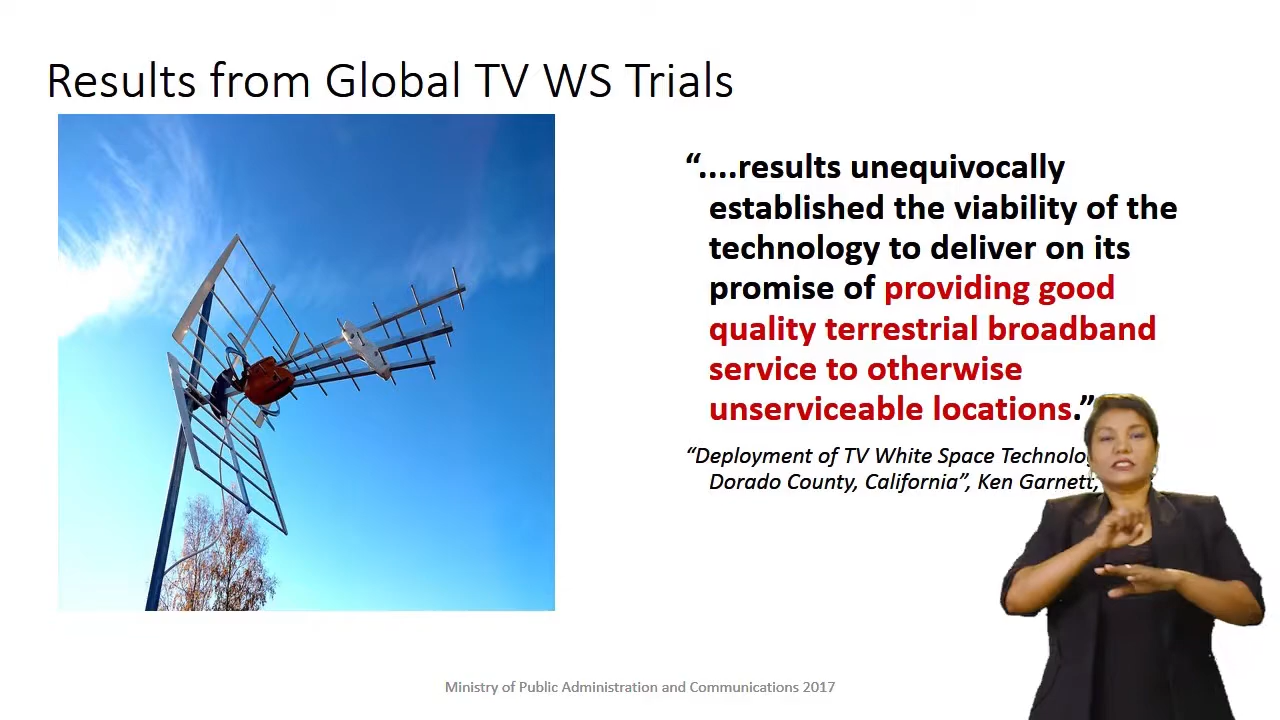 Results from Global TV WS Trials
“....results unequivocally
established the viability of the
technology to deliver on its
promise of providing good
quality terrestrial broadband
service to otherwise
unserviceable locations.”
“Deployment of TV White Space
Dorado County, California”, Ken Garnett,
Ministry of Public Administration and Communications 2017